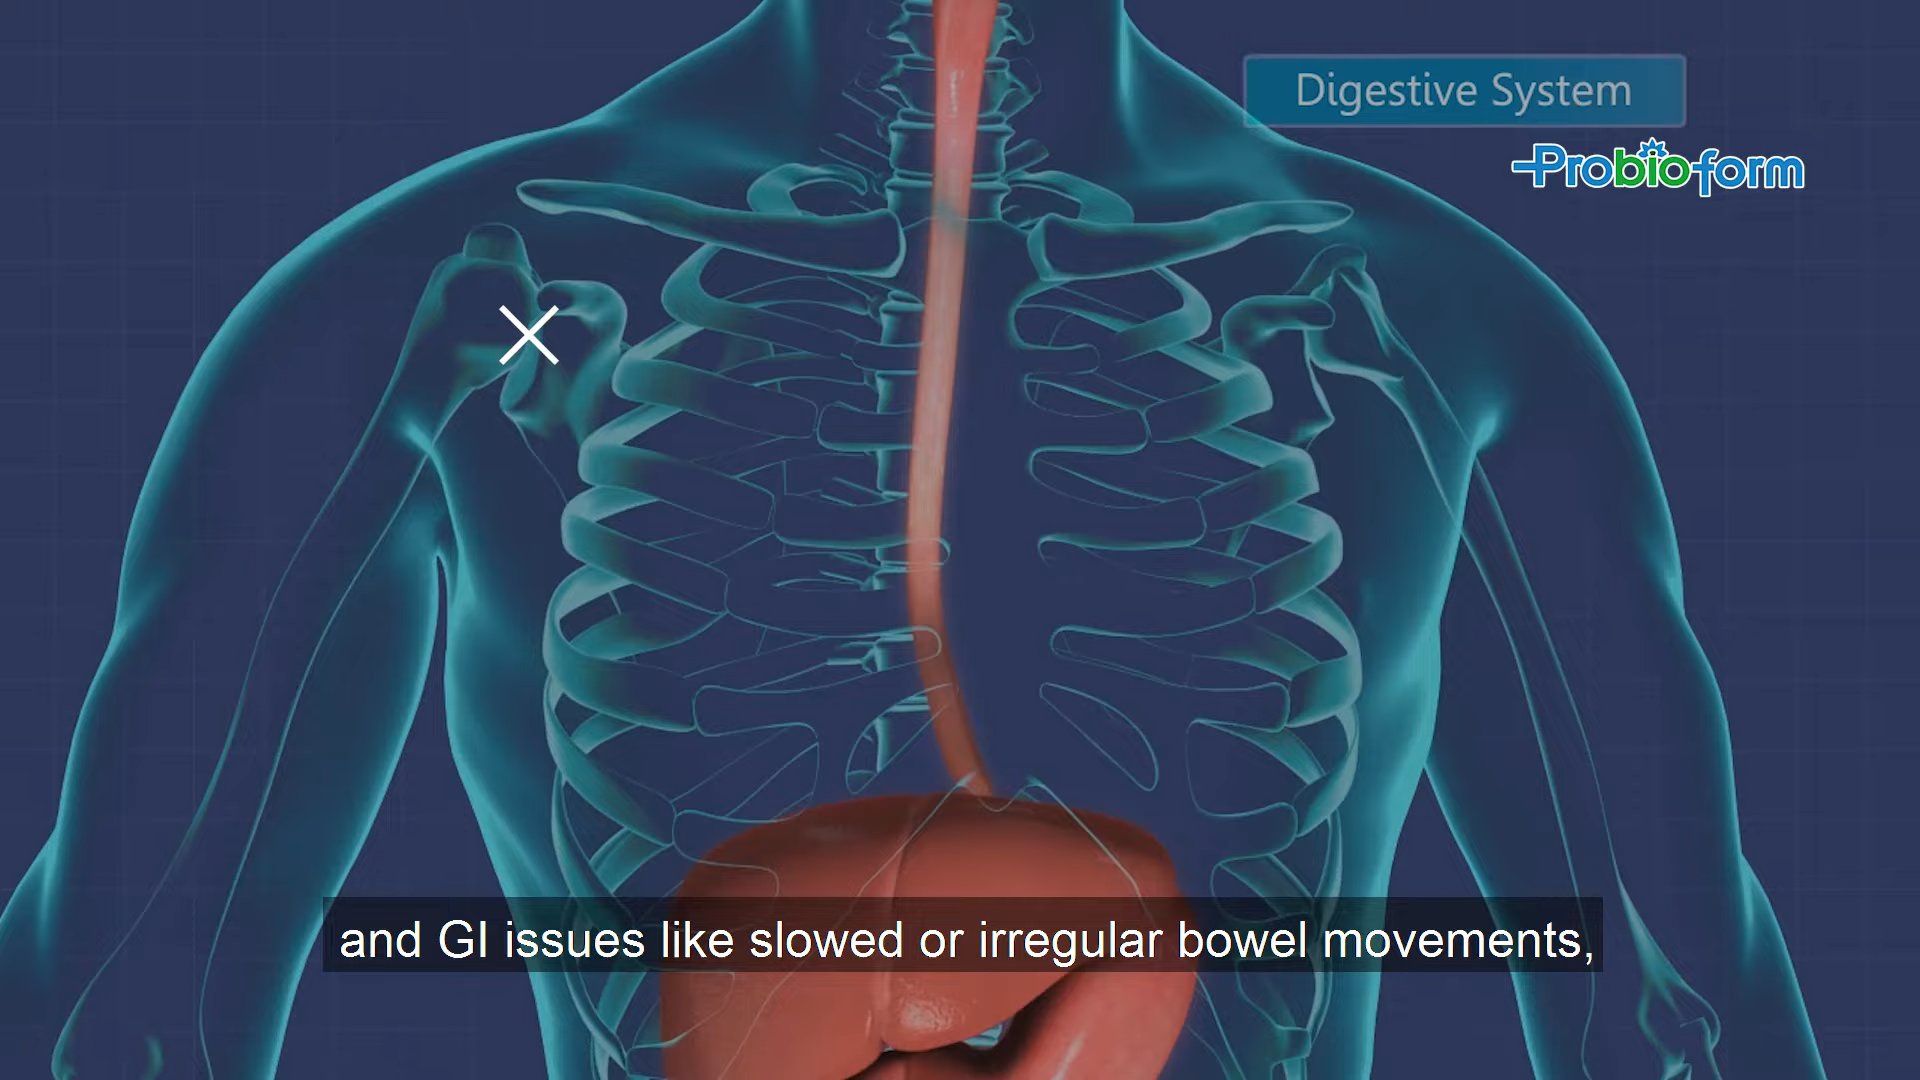 Digestive System
Probioform
and GI issues like slowed or irregular bowel movements,